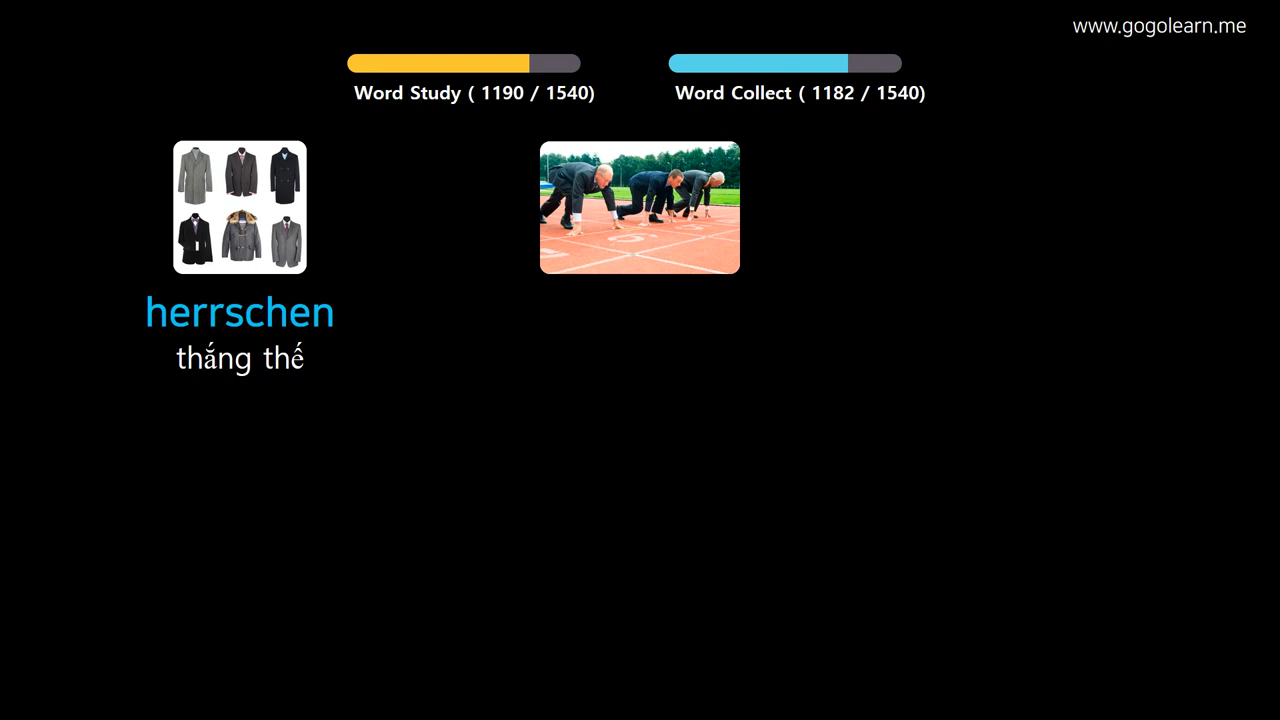 www.gogolearn.me
Word Study ( 1190 / 1540)
Word Collect ( 1182 / 1540)
herrschen
thắng thế